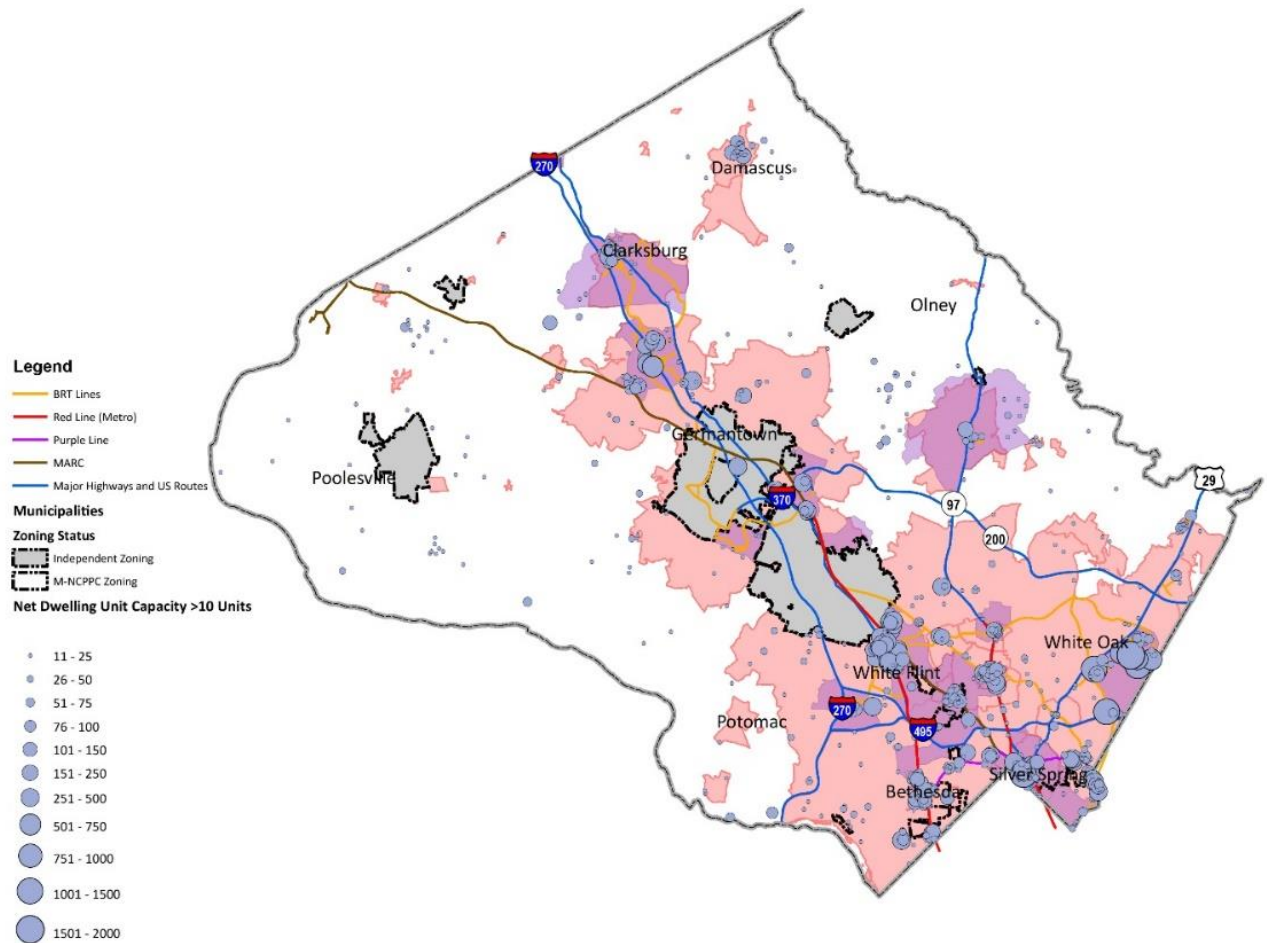 Damascus
270
Clarksburg
Olney
Legend
BRT Lines
Red Line (Metro)
Purple Line
MARC
Major Highways and US Routes
Municipalities
Zoning Status
Independent Zoning
M-NCPPC Zoning
Net Dwelling Unit Capacity >10 Units
11 - 25
26 - 50
51 - 75
76 - 100
101 - 150
151 - 250
251 - 500
501 - 750
751 - 1000
1001 - 1500
1501 - 2000
Germantown
Poolesville
29
370
97
200
White Oak
White Flint
270
Potomac
495
Silver Spring
Bethesda